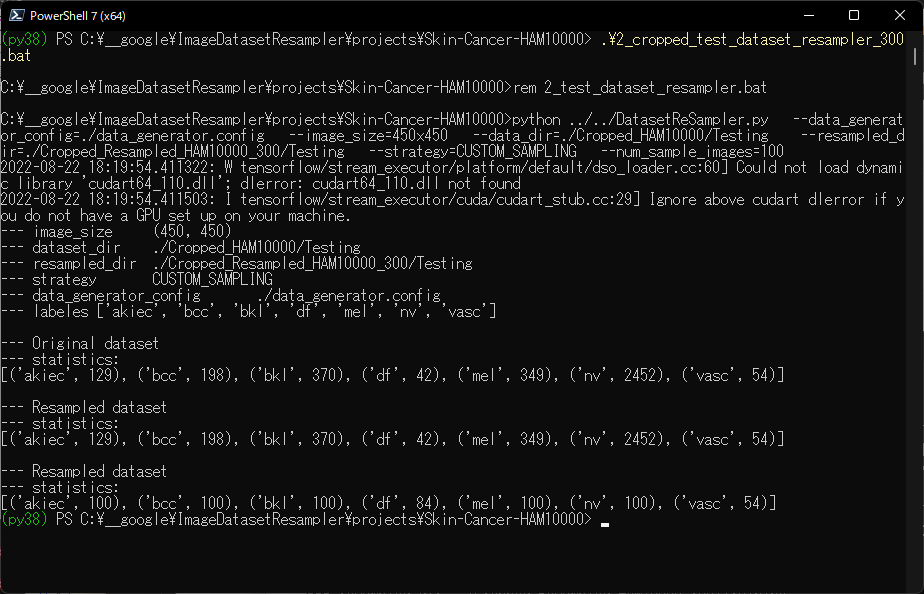 PowerShell 7 (x64)
(py38) PS C:¥__google¥ImageDatasetResampler¥projects¥Skin-Cancer-HAM10000> .¥2_cropped_test_dataset_resampler_300
.bat
C:¥__google¥ImageDatasetResampler¥projects¥Skin-Cancer-HAM10000>rem 2_test_dataset_resampler.bat
C:¥__google¥ImageDatasetResampler¥projects¥Skin-Cancer-HAM10000>python ../../DatasetReSampler.py   --data_generat
or_config=./data_generator.config   --image_size=450x450   --data_dir=./Cropped_HAM10000/Testing    --resampled_d
ir=./Cropped_Resampled_HAM10000_300/Testing   --strategy=CUSTOM_SAMPLING   --num_sample_images=100
2022-08-22 18:19:54.411322: W tensorflow/stream_executor/platform/default/dso_loader.cc:60] Could not load dynami
c library 'cudart64_110.dll'; dlerror: cudart64_110.dll not found
2022-08-22 18:19:54.411503: I tensorflow/stream_executor/cuda/cudart_stub.cc:29] Ignore above cudart dlerror if y
ou do not have a GPU set up on your machine.
--- image_size     (450, 450)
--- dataset_dir    ./Cropped_HAM10000/Testing
--- resampled_dir  ./Cropped_Resampled_HAM10000_300/Testing
--- strategy       CUSTOM_SAMPLING
--- data_generator_config       ./data_generator.config
--- labeles ['akiec', 'bcc', 'bkl', 'df', 'mel', 'nv', 'vasc']
--- Original dataset
--- statistics:
[('akiec', 129), ('bcc', 198), ('bkl', 370), ('df', 42), ('mel', 349), ('nv', 2452), ('vasc', 54)]
--- Resampled dataset
--- statistics:
[('akiec', 129), ('bcc', 198), ('bkl', 370), ('df', 42), ('mel', 349), ('nv', 2452), ('vasc', 54)]
--- Resampled dataset
--- statistics:
[('akiec', 100), ('bcc', 100), ('bkl', 100), ('df', 84), ('mel', 100), ('nv', 100), ('vasc', 54)]
(py38) PS C:¥__google¥ImageDatasetResampler¥projects¥Skin-Cancer-HAM10000>